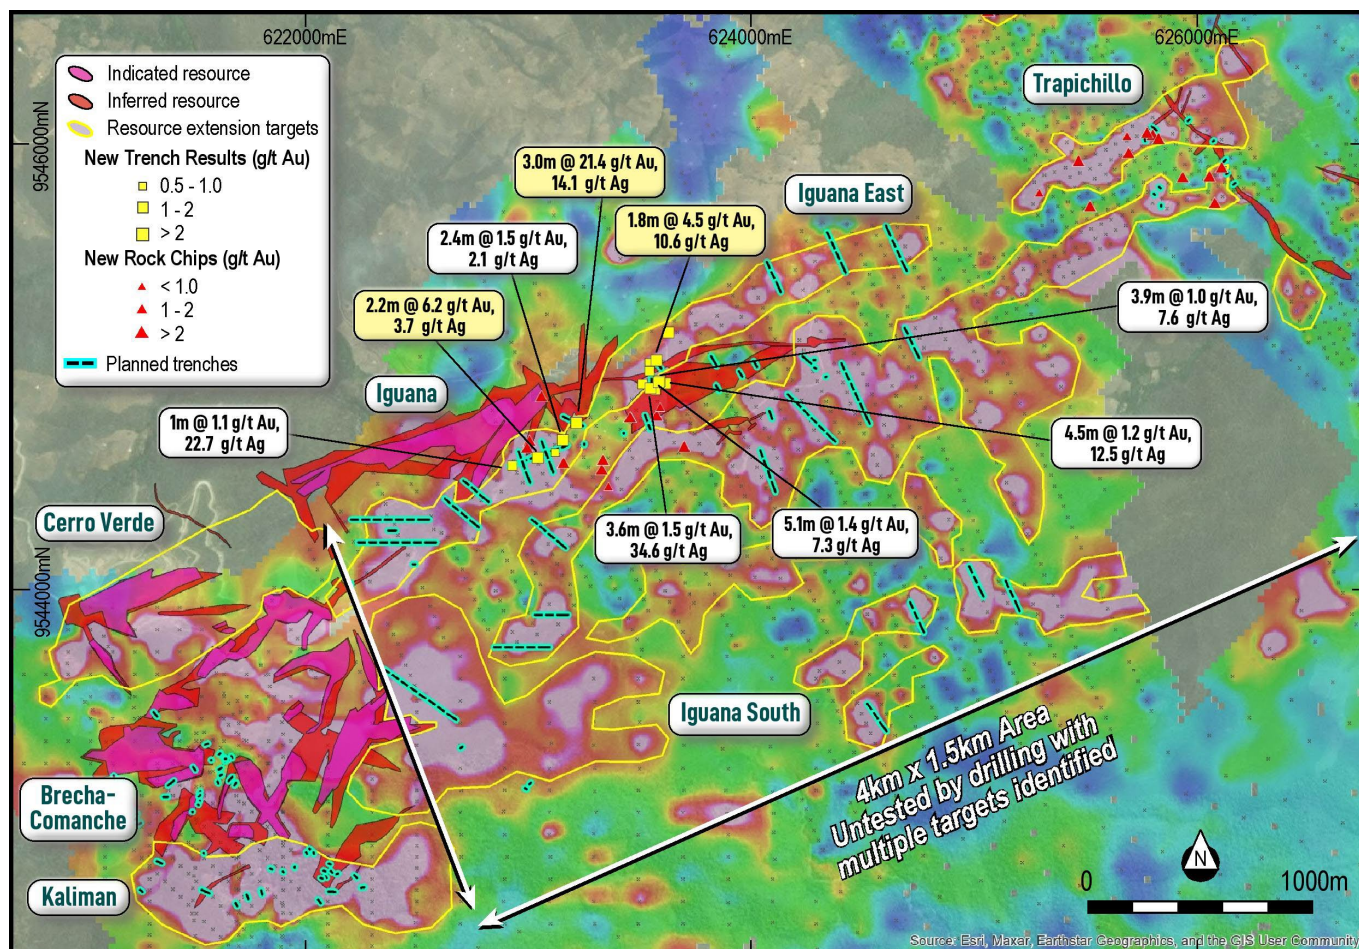 622000mE
624000mE
626000mE
9546000mN
9544000mN
Indicated resource
Inferred resource
Resource extension targets
New Trench Results (g/t Au)
0.5 - 1.0
1 - 2
> 2
New Rock Chips (g/t Au)
< 1.0
1 - 2
> 2
Planned trenches
Trapichillo
3.0m @ 21.4 g/t Au,
14.1 g/t Ag
Iguana East
1.8m @ 4.5 g/t Au,
10.6 g/t Ag
2.4m @ 1.5 g/t Au,
2.1 g/t Ag
2.2m @ 6.2 g/t Au,
3.7 g/t Ag
3.9m @ 1.0 g/t Au,
7.6 g/t Ag
Iguana
1m @ 1.1 g/t Au,
22.7 g/t Ag
4.5m @ 1.2 g/t Au,
12.5 g/t Ag
Cerro Verde
3.6m @ 1.5 g/t Au,
34.6 g/t Ag
5.1m @ 1.4 g/t Au,
7.3 g/t Ag
Iguana South
4km x 1.5km Area
Untested by drilling with
multiple targets identified
Brecha-
Comanche
Kaliman
N
0
1000m
Source: Esri, Maxar, Earthstar Geographics, and the GIS User Community